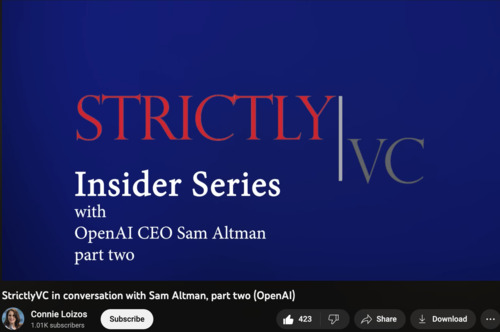 STRICTLY VC
Insider Series
with
OpenAI CEO Sam Altman
part two
StrictlyVC in conversation with Sam Altman, part two (OpenAI)
Connie Loizos
1.01K subscribers
Subscribe
423
Share
Download